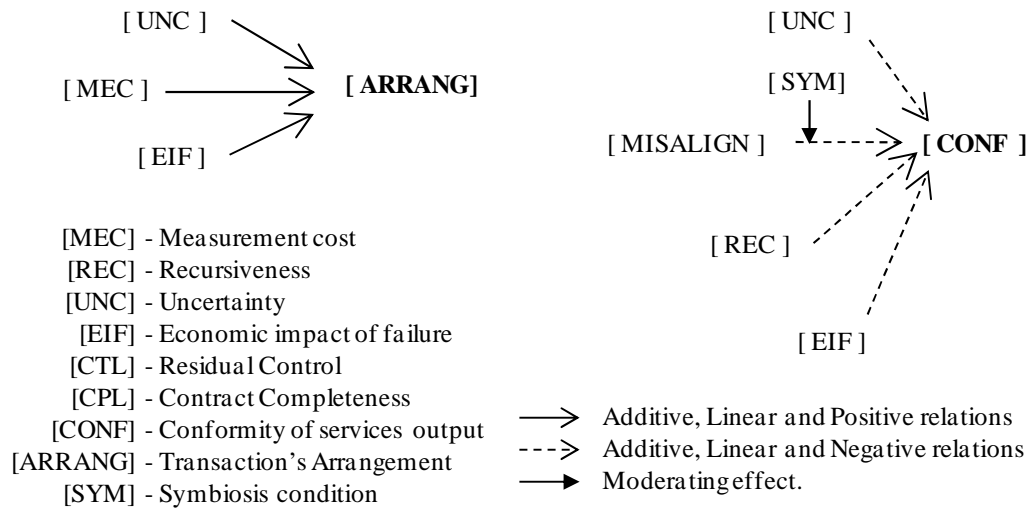 [ UNC ]
[ MEC ]
[ EIF ]
[ ARRANG]
[ UNC ]
[ SYM]
[ MISALIGN ]
[ CONF ]
[ REC ]
[ EIF ]
[MEC] - Measurement cost
[REC] - Recursiveness
[UNC] - Uncertainty
[EIF] - Economic impact of failure
[CTL] - Residual Control
[CPL] - Contract Completeness
[CONF] - Conformity of services output
[ARRANG] - Transaction's Arrangement
[SYM] - Symbiosis condition
Additive, Linear and Positive relations
Additive, Linear and Negative relations
Moderating effect.